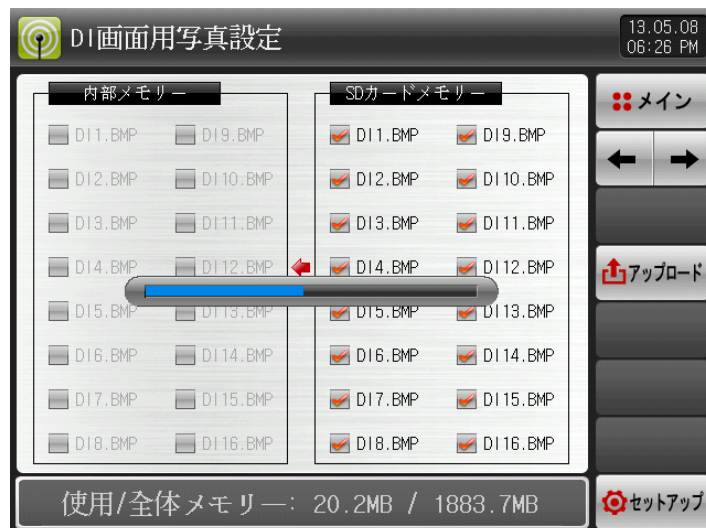 DI画面用写真設定
13.05.08
06:26 PM
内部メモリー
DI1.BMP DI9.BMP
DI2.BMP DI10.BMP
DI3.BMP DI11.BMP
DI4.BMP DI12.BMP
DI5.BMP DI13.BMP
DI6.BMP DI14.BMP
DI7.BMP DI15.BMP
DI8.BMP DI16.BMP
SDカードメモリー
DI1.BMP DI9.BMP
DI2.BMP DI10.BMP
DI3.BMP DI11.BMP
DI4.BMP DI12.BMP
DI5.BMP DI13.BMP
DI6.BMP DI14.BMP
DI7.BMP DI15.BMP
DI8.BMP DI16.BMP
メイン
アップロード
セットアップ
使用/全体メモリー: 20.2MB / 1883.7MB